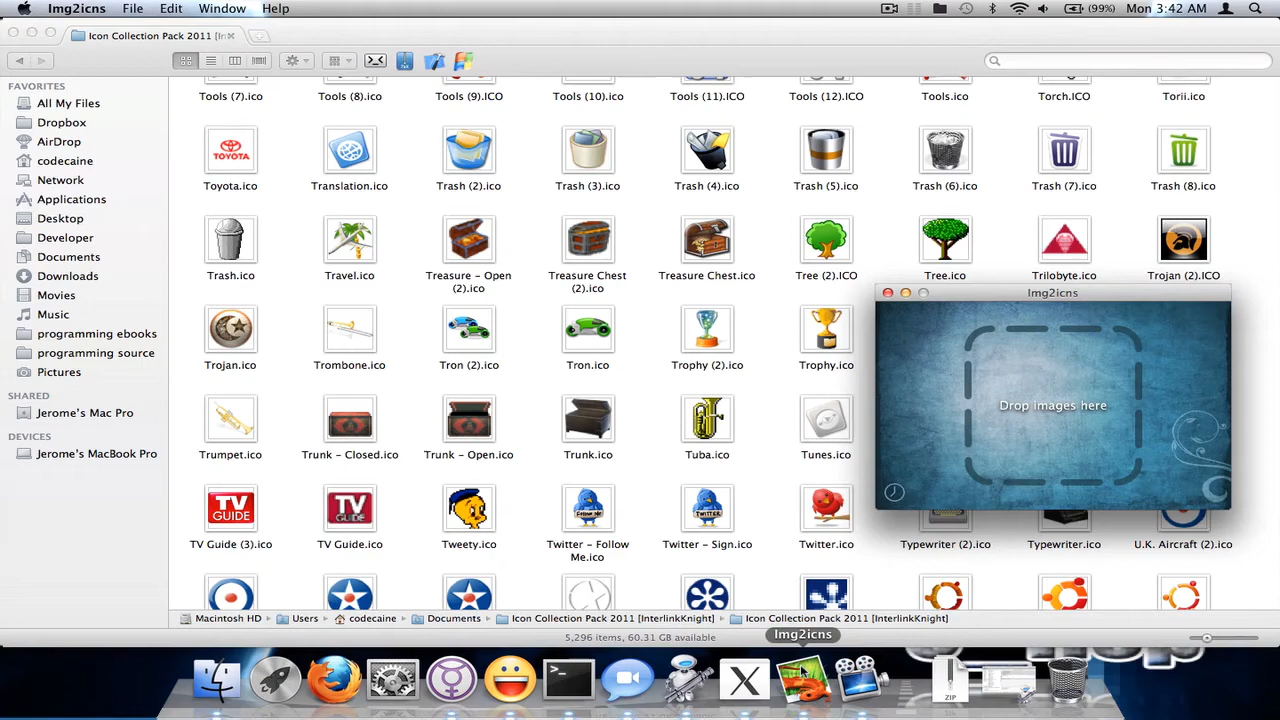 Img2icns File Edit Window Help (99%) Mon 3:42 AM
Icon Collection Pack 2011 [In
FAVORITES
All My Files
Dropbox
AirDrop
codecaine
Network
Applications
Desktop
Developer
Documents
Downloads
Movies
Music
programming ebooks
programming source
Pictures
SHARED
Jerome's Mac Pro
DEVICES
Jerome's MacBook Pro
Tools (7).ico Tools (8).ico Tools (9).ICO Tools (10).ico Tools (11).ICO Tools (12).ICO Tools.ico Torch.ICO Torii.ico
TOYOTA
Toyota.ico Translation.ico Trash (2).ico Trash (3).ico Trash (4).ico Trash (5).ico Trash (6).ico Trash (7).ico Trash (8).ico
Trash.ico Travel.ico Treasure - Open (2).ico Treasure Chest (2).ico Treasure Chest.ico Tree (2).ICO Tree.ico Trilobyte.ico Trojan (2).ICO
Trojan.ico Trombone.ico Tron (2).ico Tron.ico Trophy (2).ico Trophy.ico
Trumpet.ico Trunk - Closed.ico Trunk - Open.ico Trunk.ico Tuba.ico Tunes.ico
TV GUIDE TV GUIDE
TV Guide (3).ico TV Guide.ico Tweety.ico Twitter - Follow Me.ico Twitter - Sign.ico Twitter.ico Typewriter (2).ico Typewriter.ico U.K. Aircraft (2).ico
Img2icns
Drop images here
Macintosh HD Users codecaine Documents Icon Collection Pack 2011 [InterlinkKnight] Icon Collection Pack 2011 [InterlinkKnight]
5,296 items, 60.31 GB available
Img2icns
ZIP